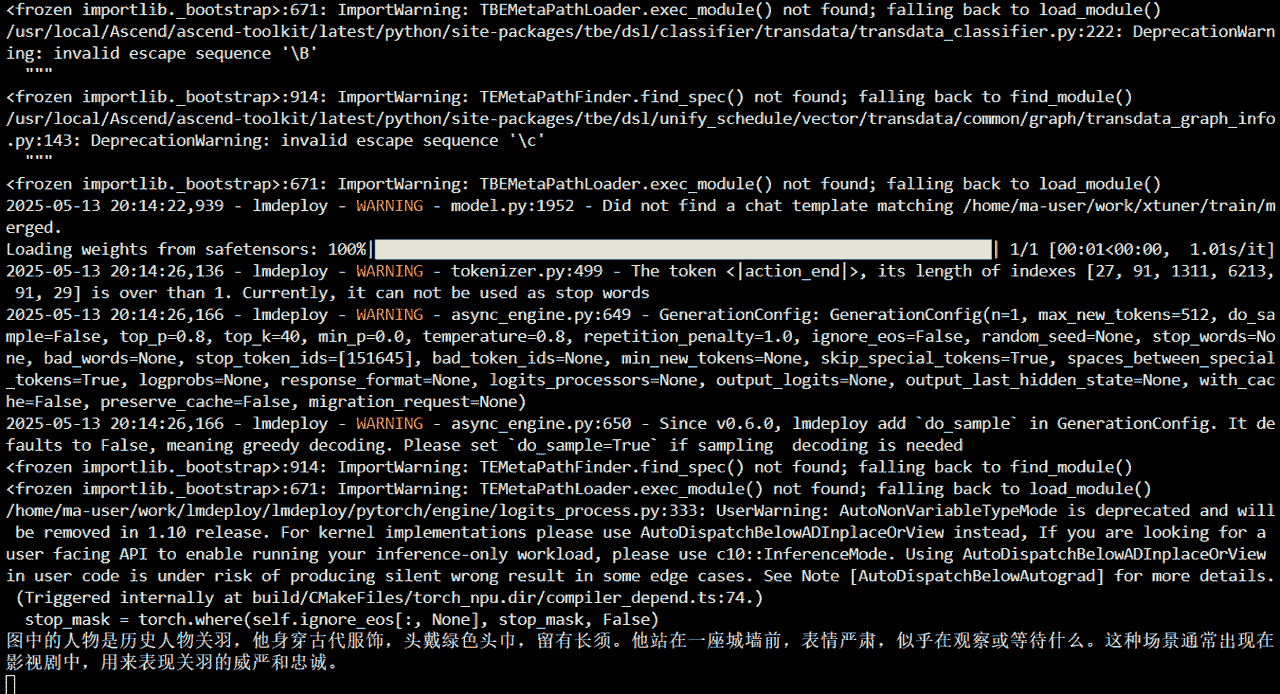 <frozen importlib._bootstrap>:671: ImportWarning: TBEMetaPathLoader.exec_module() not found; falling back to load_module()
/usr/local/Ascend/ascend-toolkit/latest/python/site-packages/tbe/dsl/classifier/transdata/transdata_classifier.py:222: DeprecationWarn
ing: invalid escape sequence '\B'
  """
<frozen importlib._bootstrap>:914: ImportWarning: TEMetaPathFinder.find_spec() not found; falling back to find_module()
/usr/local/Ascend/ascend-toolkit/latest/python/site-packages/tbe/dsl/unify_schedule/vector/transdata/common/graph/transdata_graph_info
.py:143: DeprecationWarning: invalid escape sequence '\c'
  """
<frozen importlib._bootstrap>:671: ImportWarning: TBEMetaPathLoader.exec_module() not found; falling back to load_module()
2025-05-13 20:14:22,939 - lmdeploy - WARNING - model.py:1952 - Did not find a chat template matching /home/ma-user/work/xtuner/train/m
erged.
Loading weights from safetensors: 100%|██████████| 1/1 [00:01<00:00,  1.01s/it]
2025-05-13 20:14:26,136 - lmdeploy - WARNING - tokenizer.py:499 - The token <|action_end|>, its length of indexes [27, 91, 1311, 6213,
 91, 29] is over than 1. Currently, it can not be used as stop words
2025-05-13 20:14:26,166 - lmdeploy - WARNING - async_engine.py:649 - GenerationConfig: GenerationConfig(n=1, max_new_tokens=512, do_sa
mple=False, top_p=0.8, top_k=40, min_p=0.0, temperature=0.8, repetition_penalty=1.0, ignore_eos=False, random_seed=None, stop_words=No
ne, bad_words=None, stop_token_ids=[151645], bad_token_ids=None, min_new_tokens=None, skip_special_tokens=True, spaces_between_special
_tokens=True, logprobs=None, response_format=None, logits_processors=None, output_logits=None, output_last_hidden_state=None, with_cac
he=False, preserve_cache=False, migration_request=None)
2025-05-13 20:14:26,166 - lmdeploy - WARNING - async_engine.py:650 - Since v0.6.0, lmdeploy add `do_sample` in GenerationConfig. It de
faults to False, meaning greedy decoding. Please set `do_sample=True` if sampling  decoding is needed
<frozen importlib._bootstrap>:914: ImportWarning: TEMetaPathFinder.find_spec() not found; falling back to find_module()
<frozen importlib._bootstrap>:671: ImportWarning: TEMetaPathLoader.exec_module() not found; falling back to load_module()
/home/ma-user/work/lmdeploy/lmdeploy/pytorch/engine/logits_process.py:333: UserWarning: AutoNonVariableTypeMode is deprecated and will
 be removed in 1.10 release. For kernel implementations please use AutoDispatchBelowADInplaceOrView instead, If you are looking for a
user facing API to enable running your inference-only workload, please use c10::InferenceMode. Using AutoDispatchBelowADInplaceOrView
in user code is under risk of producing silent wrong result in some edge cases. See Note [AutoDispatchBelowAutograd] for more details.
 (Triggered internally at build/CMakeFiles/torch_npu.dir/compiler_depend.ts:74.)
  stop_mask = torch.where(self.ignore_eos[:, None], stop_mask, False)
图中的人物是历史人物关羽，他身穿古代服饰，头戴绿色头巾，留有长须。他站在一座城墙前，表情严肃，似乎在观察或等待什么。这种场景通常出现在
影视剧中，用来表现关羽的威严和忠诚。